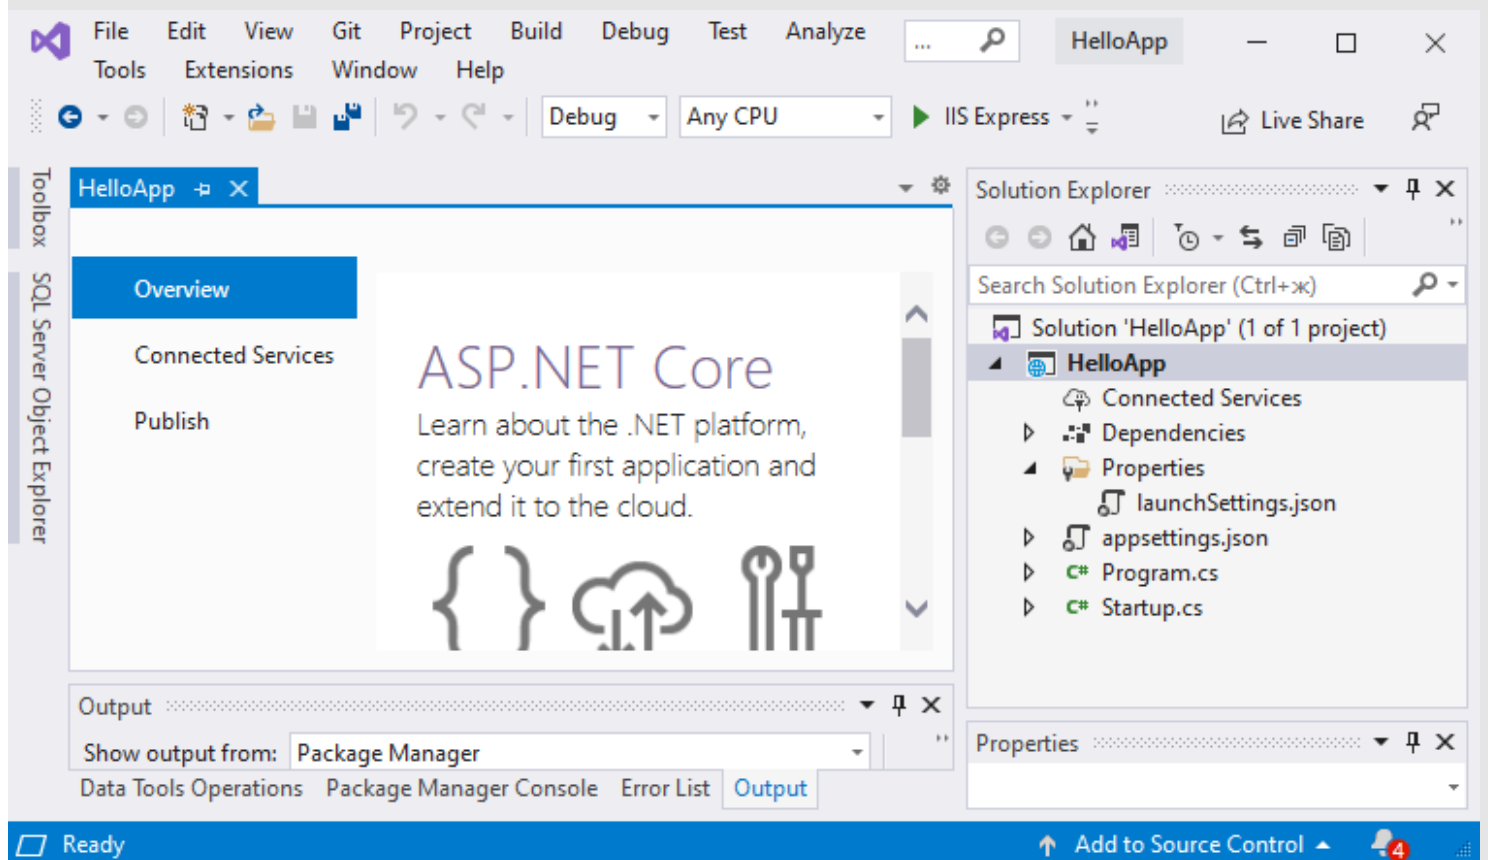 File Edit View Git Project Build Debug Test Analyze
Tools Extensions Window Help
...
HelloApp
Debug
Any CPU
IIS Express
Live Share
Toolbox
SQL Server Object Explorer
HelloApp
Overview
Connected Services
Publish
ASP.NET Core
Learn about the .NET platform,
create your first application and
extend it to the cloud.
Output
Show output from: Package Manager
Data Tools Operations Package Manager Console Error List Output
Solution Explorer
Search Solution Explorer (Ctrl+ж)
Solution 'HelloApp' (1 of 1 project)
HelloApp
Connected Services
Dependencies
Properties
launchSettings.json
appsettings.json
C# Program.cs
C# Startup.cs
Properties
Ready
Add to Source Control
4